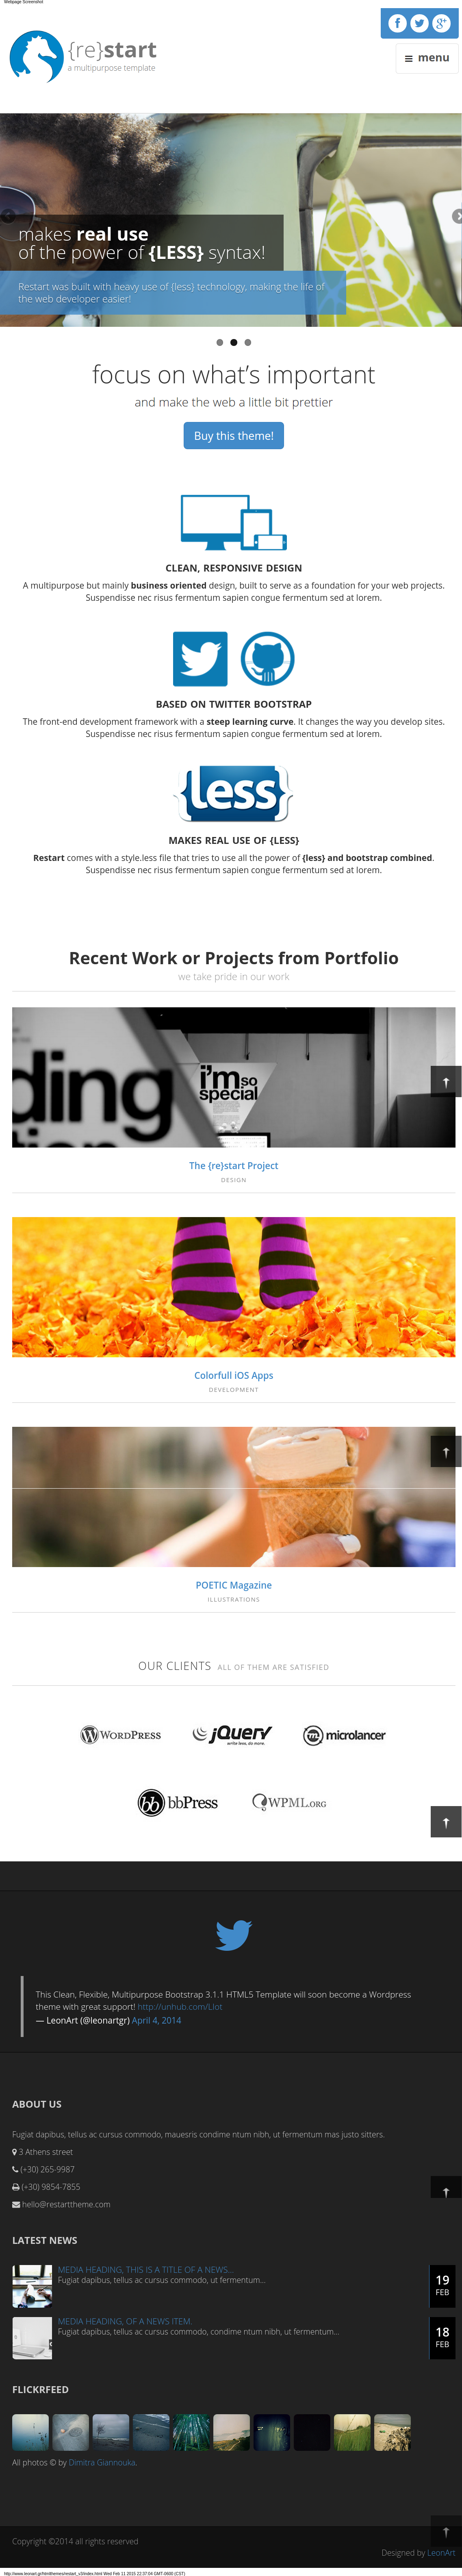 Webpage Screenshot
{re}start
a multipurpose template
menu
makes real use
of the power of {LESS} syntax!
Restart was built with heavy use of {less} technology, making the life of
the web developer easier!
focus on what's important
and make the web a little bit prettier
Buy this theme!
CLEAN, RESPONSIVE DESIGN
A multipurpose but mainly business oriented design, built to serve as a foundation for your web projects.
Suspendisse nec risus fermentum sapien congue fermentum sed at lorem.
BASED ON TWITTER BOOTSTRAP
The front-end development framework with a steep learning curve. It changes the way you develop sites.
Suspendisse nec risus fermentum sapien congue fermentum sed at lorem.
{less}
MAKES REAL USE OF {LESS}
Restart comes with a style.less file that tries to use all the power of {less} and bootstrap combined.
Suspendisse nec risus fermentum sapien congue fermentum sed at lorem.
Recent Work or Projects from Portfolio
we take pride in our work
ding
i'm so
special
The {re}start Project
DESIGN
Colorfull iOS Apps
DEVELOPMENT
POETIC Magazine
ILLUSTRATIONS
OUR CLIENTS ALL OF THEM ARE SATISFIED
WORDPRESS
jQuery
write less, do more.
microlancer
bb bbPress
WPML.ORG
This Clean, Flexible, Multipurpose Bootstrap 3.1.1 HTML5 Template will soon become a Wordpress
theme with great support! http://unhub.com/LIot
— LeonArt (@leonartgr) April 4, 2014
ABOUT US
Fugiat dapibus, tellus ac cursus commodo, mauesris condime ntum nibh, ut fermentum mas justo sitters.
3 Athens street
(+30) 265-9987
(+30) 9854-7855
hello@restarttheme.com
LATEST NEWS
MEDIA HEADING, THIS IS A TITLE OF A NEWS...
Fugiat dapibus, tellus ac cursus commodo, ut fermentum...
19
FEB
MEDIA HEADING, OF A NEWS ITEM.
Fugiat dapibus, tellus ac cursus commodo, condime ntum nibh, ut fermentum...
18
FEB
FLICKRFEED
All photos © by Dimitra Giannouka.
Copyright ©2014 all rights reserved
Designed by LeonArt
http://www.leonart.gr/htmlthemes/restart_v3/index.html Wed Feb 11 2015 22:37:04 GMT-0600 (CST)